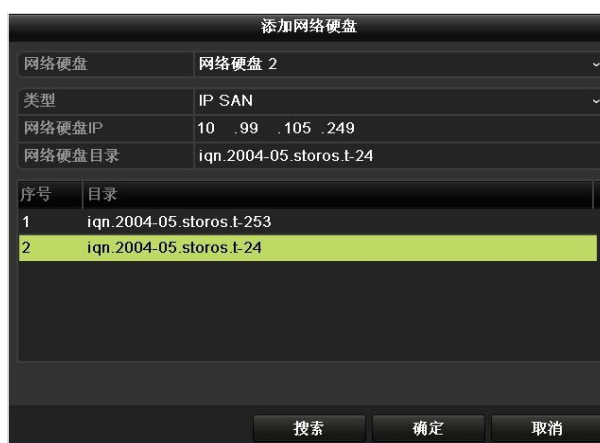 添加网络硬盘
网络硬盘 网络硬盘 2
类型 IP SAN
网络硬盘IP 10 .99 .105 .249
网络硬盘目录 iqn.2004-05.storos.t-24
序号 目录
1 iqn.2004-05.storos.t-253
2 iqn.2004-05.storos.t-24
搜索 确定 取消